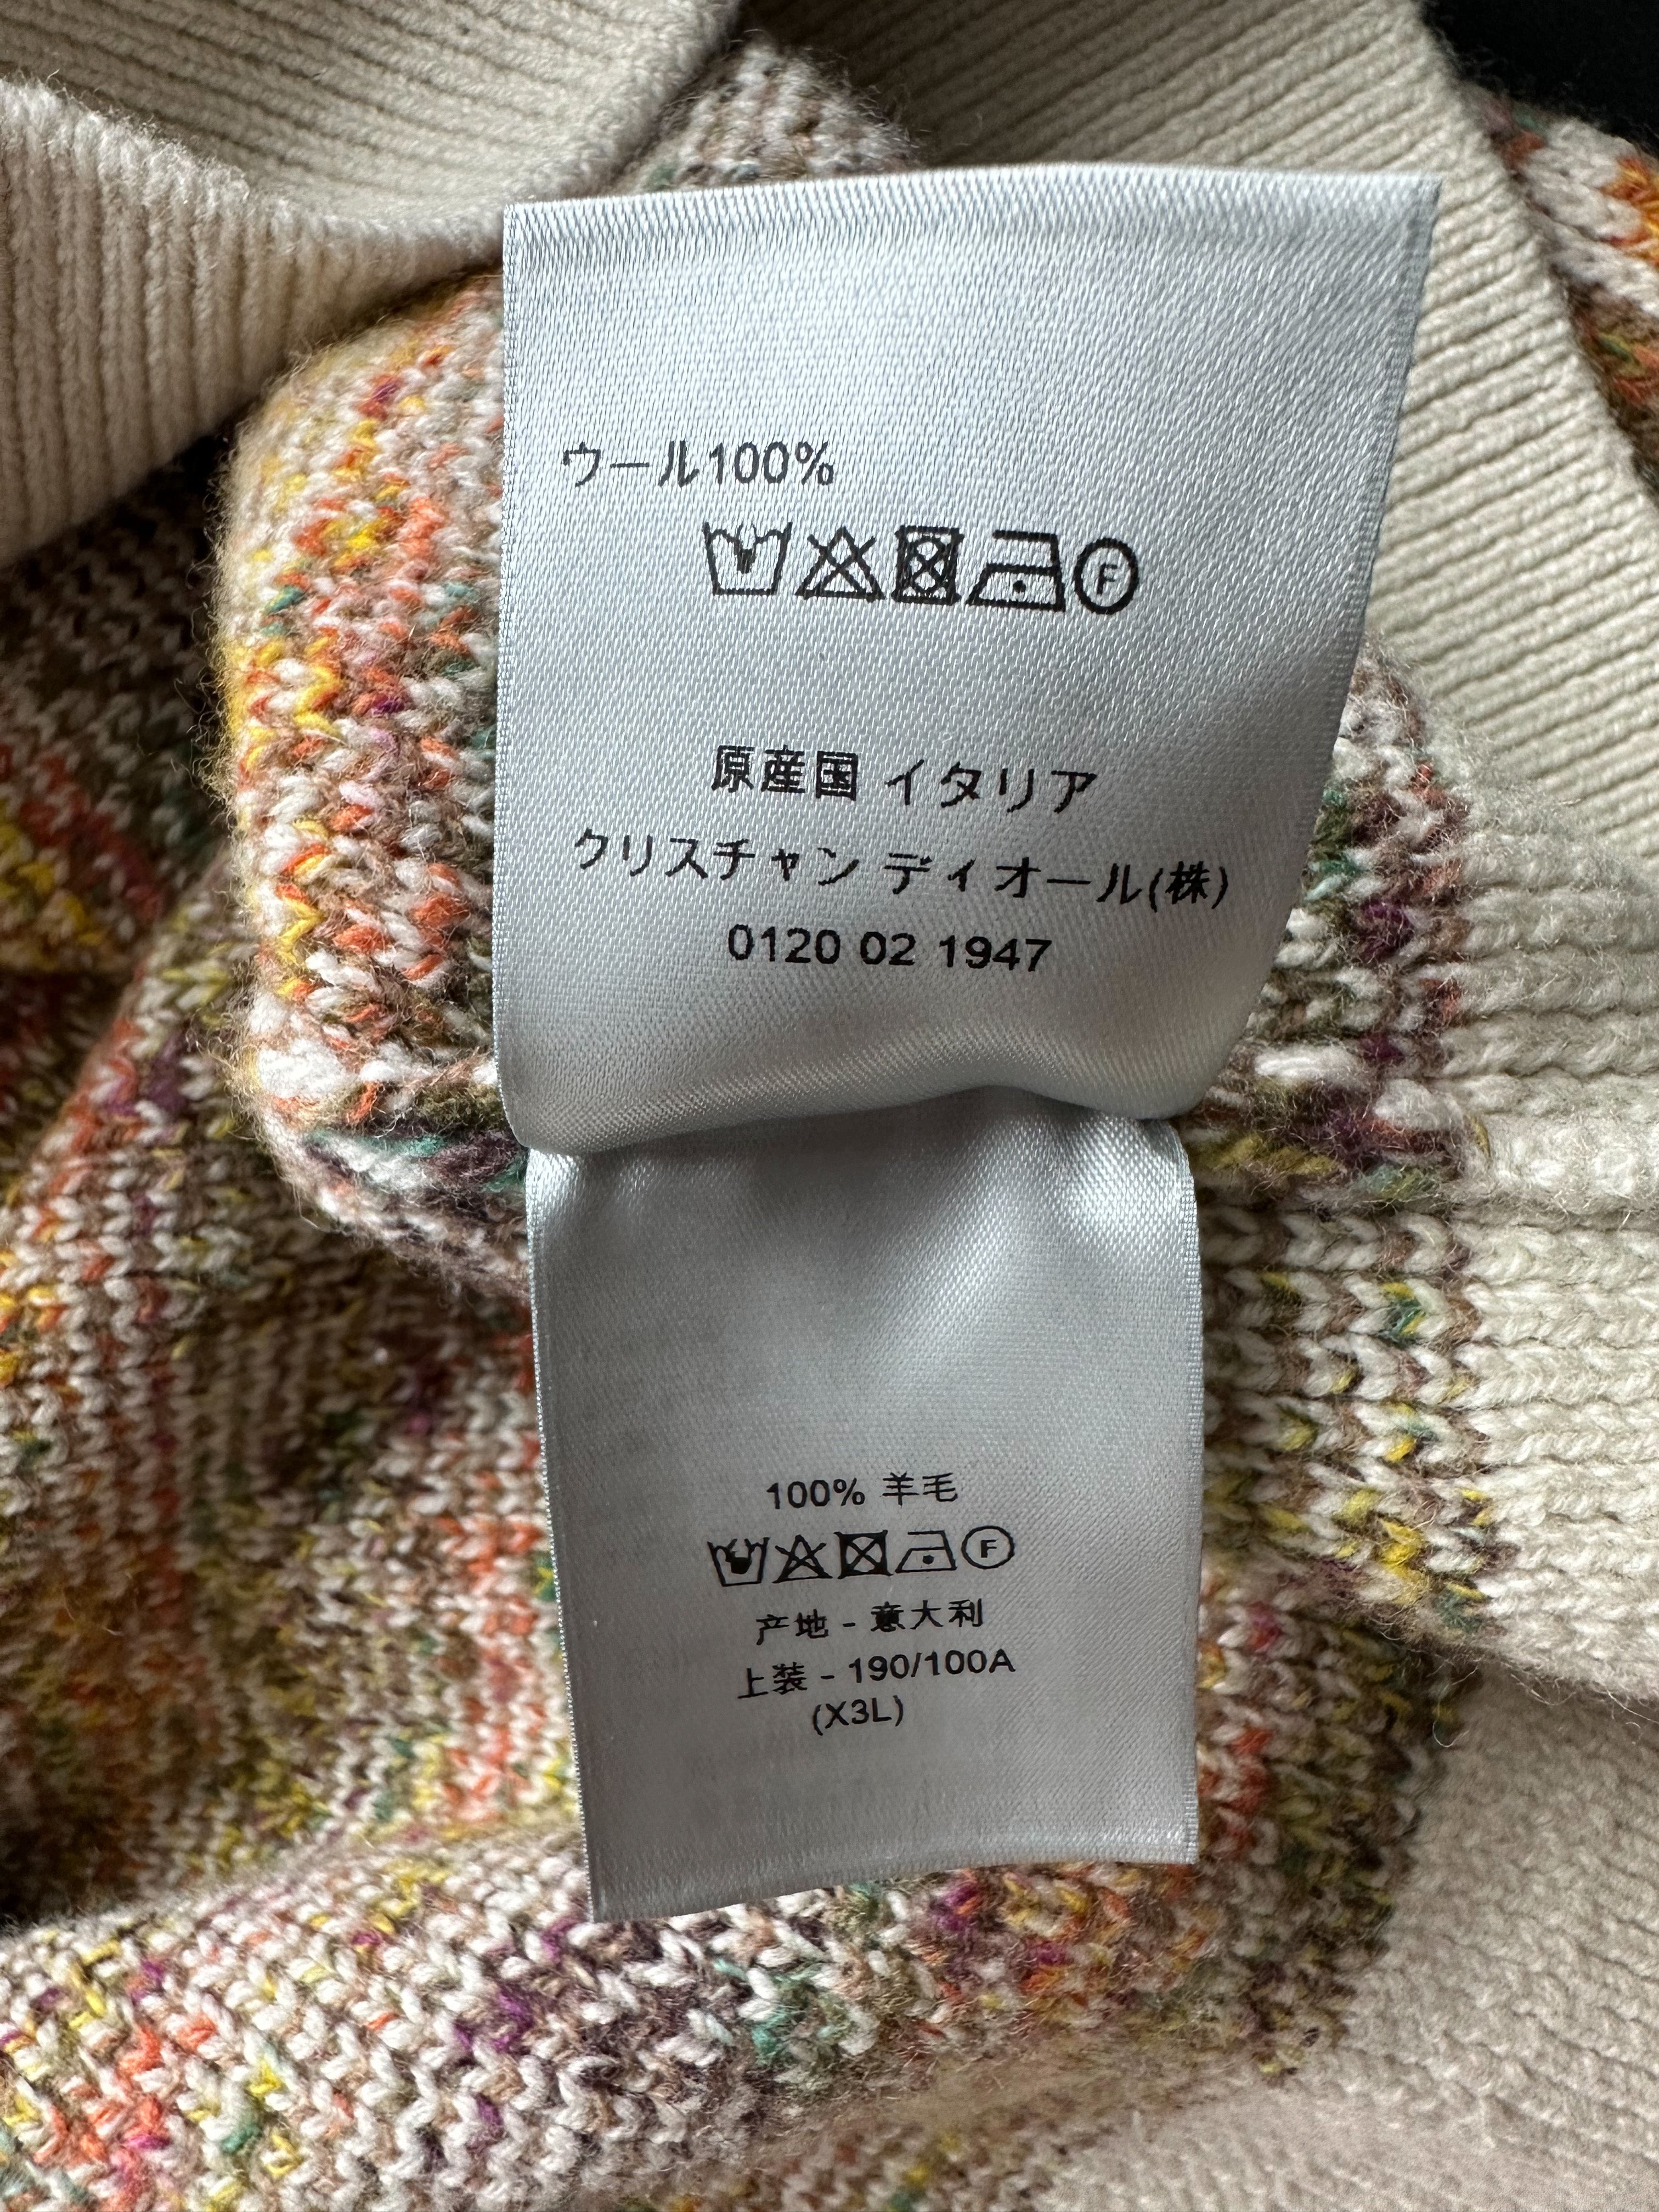 ウール100%
F
原産国 イタリア
クリスチャン ディオール(株)
0120 02 1947
100% 羊毛
F
产地 - 意大利
上装 - 190/100A
(X3L)